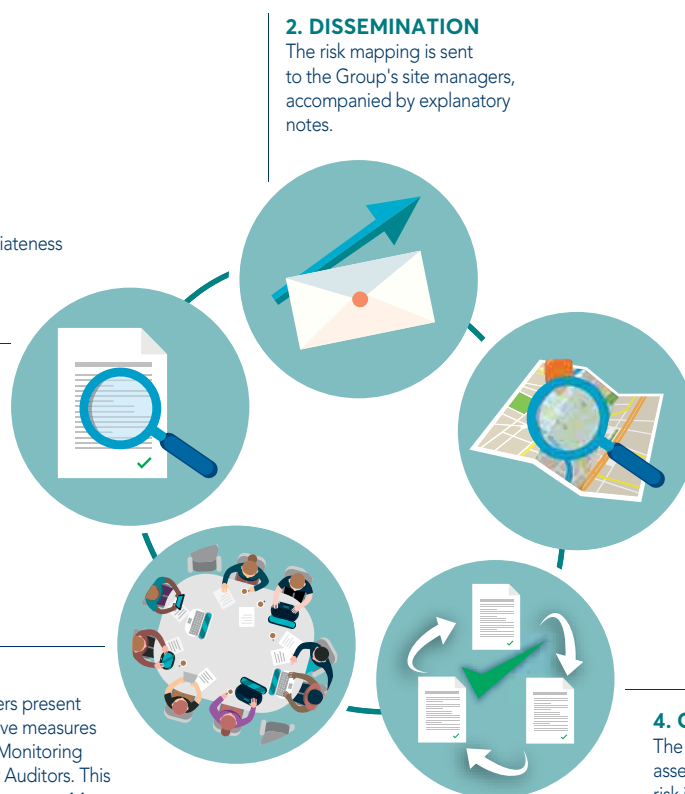 2. DISSEMINATION
The risk mapping is sent
to the Group's site managers,
accompanied by explanatory
notes.
iateness
ers present
ve measures
Monitoring
Auditors. This
4. C
The
asse